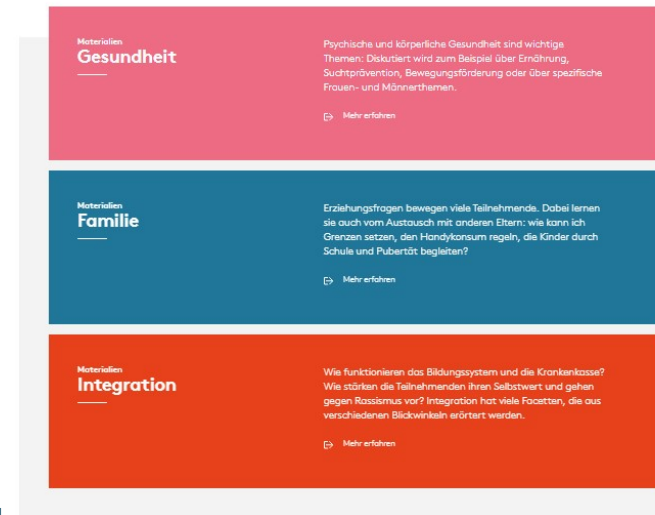 Materialien
Gesundheit
Psychische und körperliche Gesundheit sind wichtige
Themen: Diskutiert wird zum Beispiel über Ernährung,
Suchtprävention, Bewegungsförderung oder über spezifische
Frauen- und Männerthemen.
Mehr erfahren
Materialien
Familie
Erziehungsfragen bewegen viele Teilnehmende. Dabei lernen
sie auch vom Austausch mit anderen Eltern: wie kann ich
Grenzen setzen, den Handykonsum regeln, die Kinder durch
Schule und Pubertät begleiten?
Mehr erfahren
Materialien
Integration
Wie funktionieren das Bildungssystem und die Krankenkasse?
Wie stärken die Teilnehmenden ihren Selbstwert und gehen
gegen Rassismus vor? Integration hat viele Facetten, die aus
verschiedenen Blickwinkeln erörtert werden.
Mehr erfahren